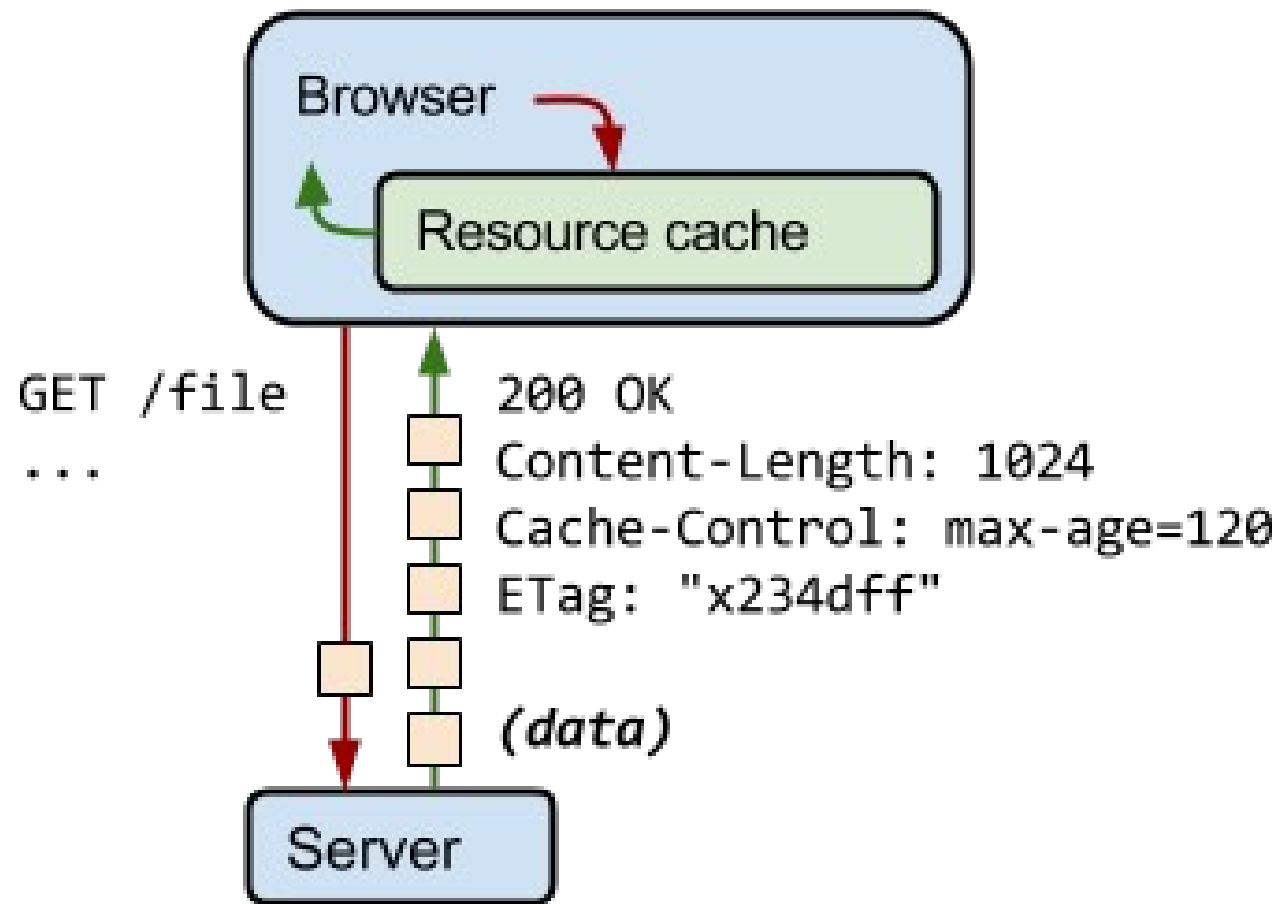 Browser
Resource cache
GET /file
...
200 OK
Content-Length: 1024
Cache-Control: max-age=120
ETag: "x234dff"
(data)
Server